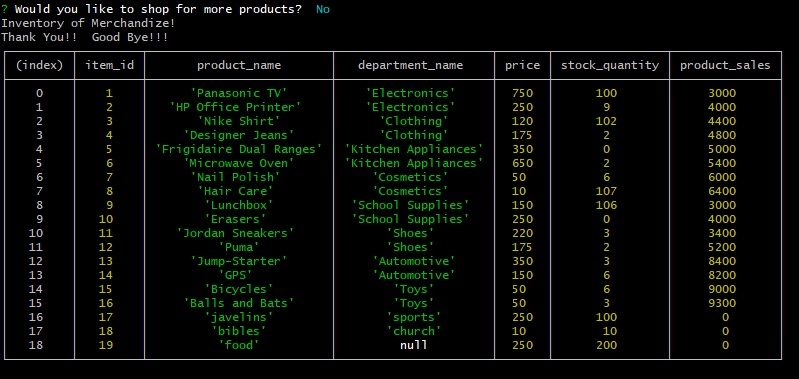 ? Would you like to shop for more products? No
Inventory of Merchandize!
Thank You!! Good Bye!!!
(index) item_id product_name department_name price stock_quantity product_sales
0 1 'Panasonic TV' 'Electronics' 750 100 3000
1 2 'HP Office Printer' 'Electronics' 250 9 4000
2 3 'Nike Shirt' 'Clothing' 120 102 4400
3 4 'Designer Jeans' 'Clothing' 175 2 4800
4 5 'Frigidaire Dual Ranges' 'Kitchen Appliances' 350 0 5000
5 6 'Microwave Oven' 'Kitchen Appliances' 650 2 5400
6 7 'Nail Polish' 'Cosmetics' 50 6 6000
7 8 'Hair Care' 'Cosmetics' 10 107 6400
8 9 'Lunchbox' 'School Supplies' 150 106 3000
9 10 'Erasers' 'School Supplies' 250 0 4000
10 11 'Jordan Sneakers' 'Shoes' 220 3 3400
11 12 'Puma' 'Shoes' 175 2 5200
12 13 'Jump-Starter' 'Automotive' 350 3 8400
13 14 'GPS' 'Automotive' 150 6 8200
14 15 'Bicycles' 'Toys' 50 6 9000
15 16 'Balls and Bats' 'Toys' 50 3 9300
16 17 'javelins' 'sports' 250 100 0
17 18 'bibles' 'church' 10 10 0
18 19 'food' null 250 200 0